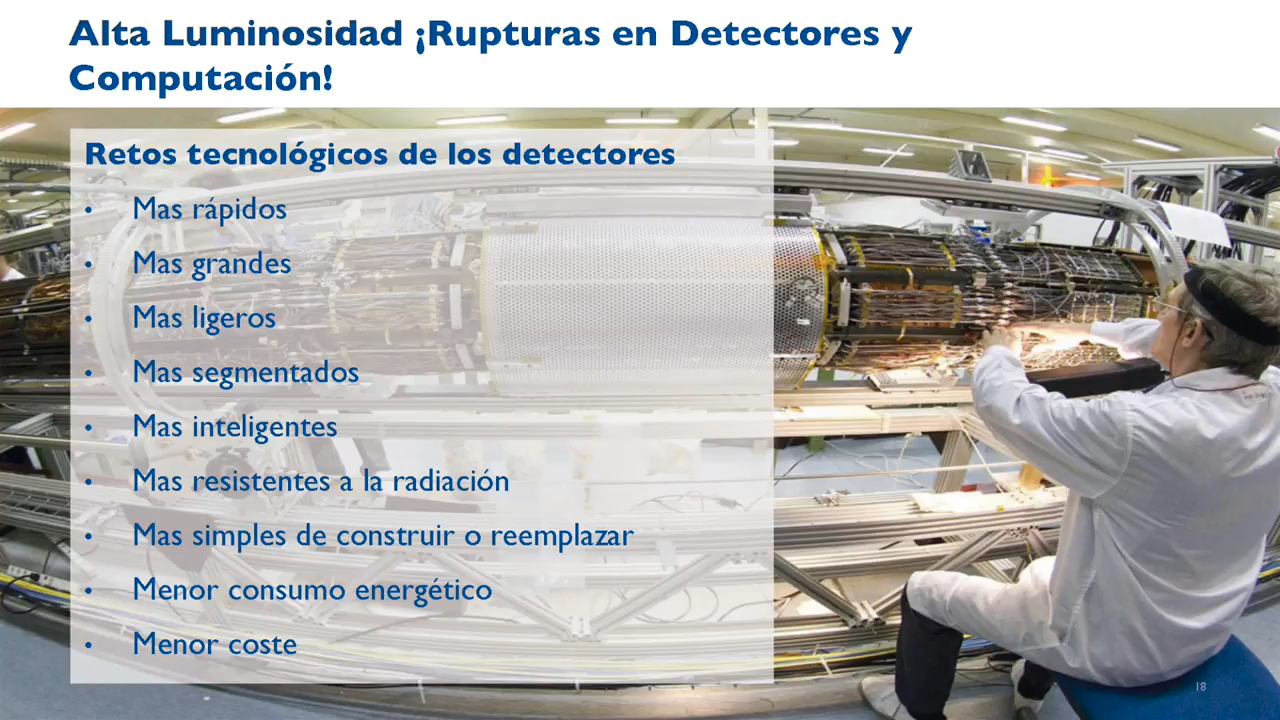 Alta Luminosidad ¡Rupturas en Detectores y
Computación!
Retos tecnológicos de los detectores
• Mas rápidos
• Mas grandes
• Mas ligeros
• Mas segmentados
• Mas inteligentes
• Mas resistentes a la radiación
• Mas simples de construir o reemplazar
• Menor consumo energético
• Menor coste
18